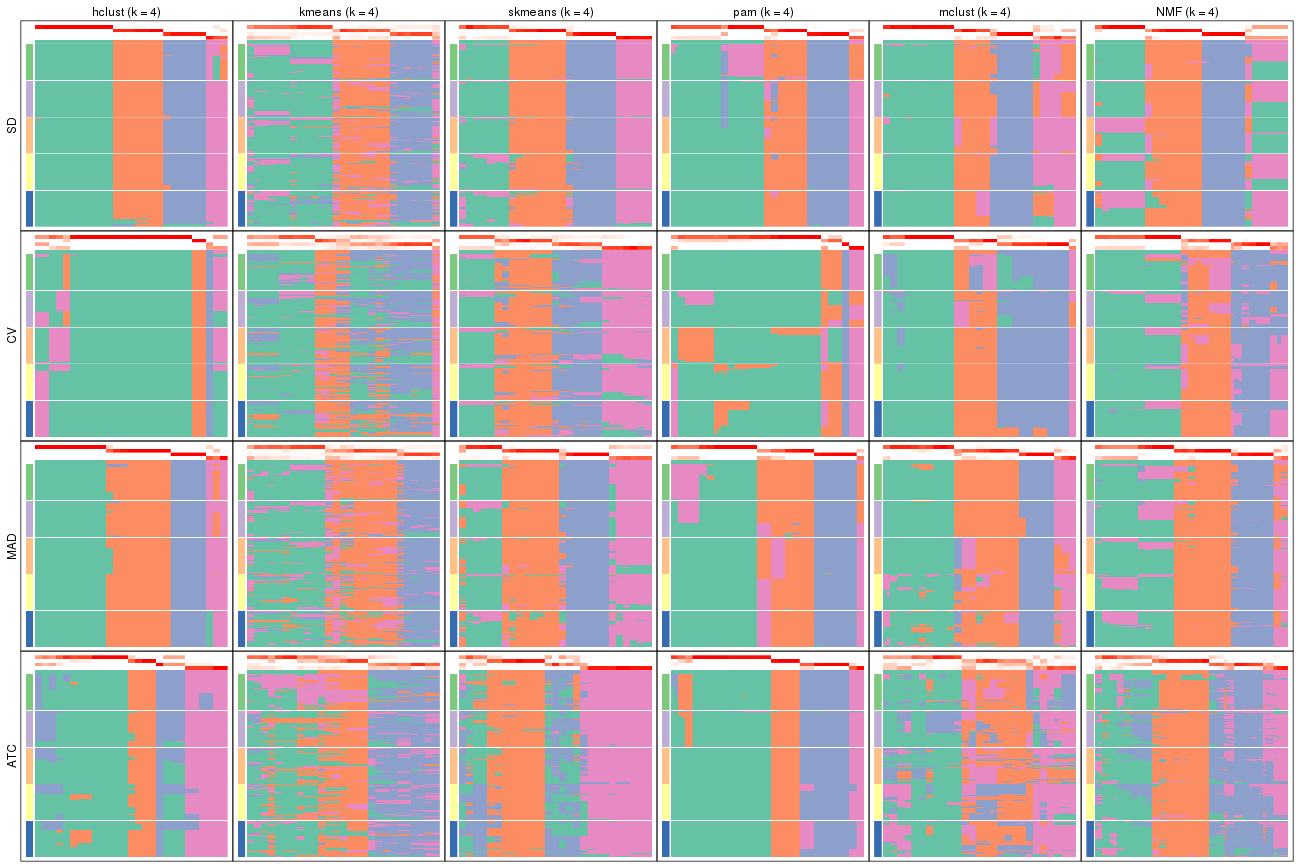 hclust (k = 4) kmeans (k = 4) skmeans (k = 4) pam (k = 4) mclust (k = 4) NMF (k = 4)
SD
CV
MAD
ATC